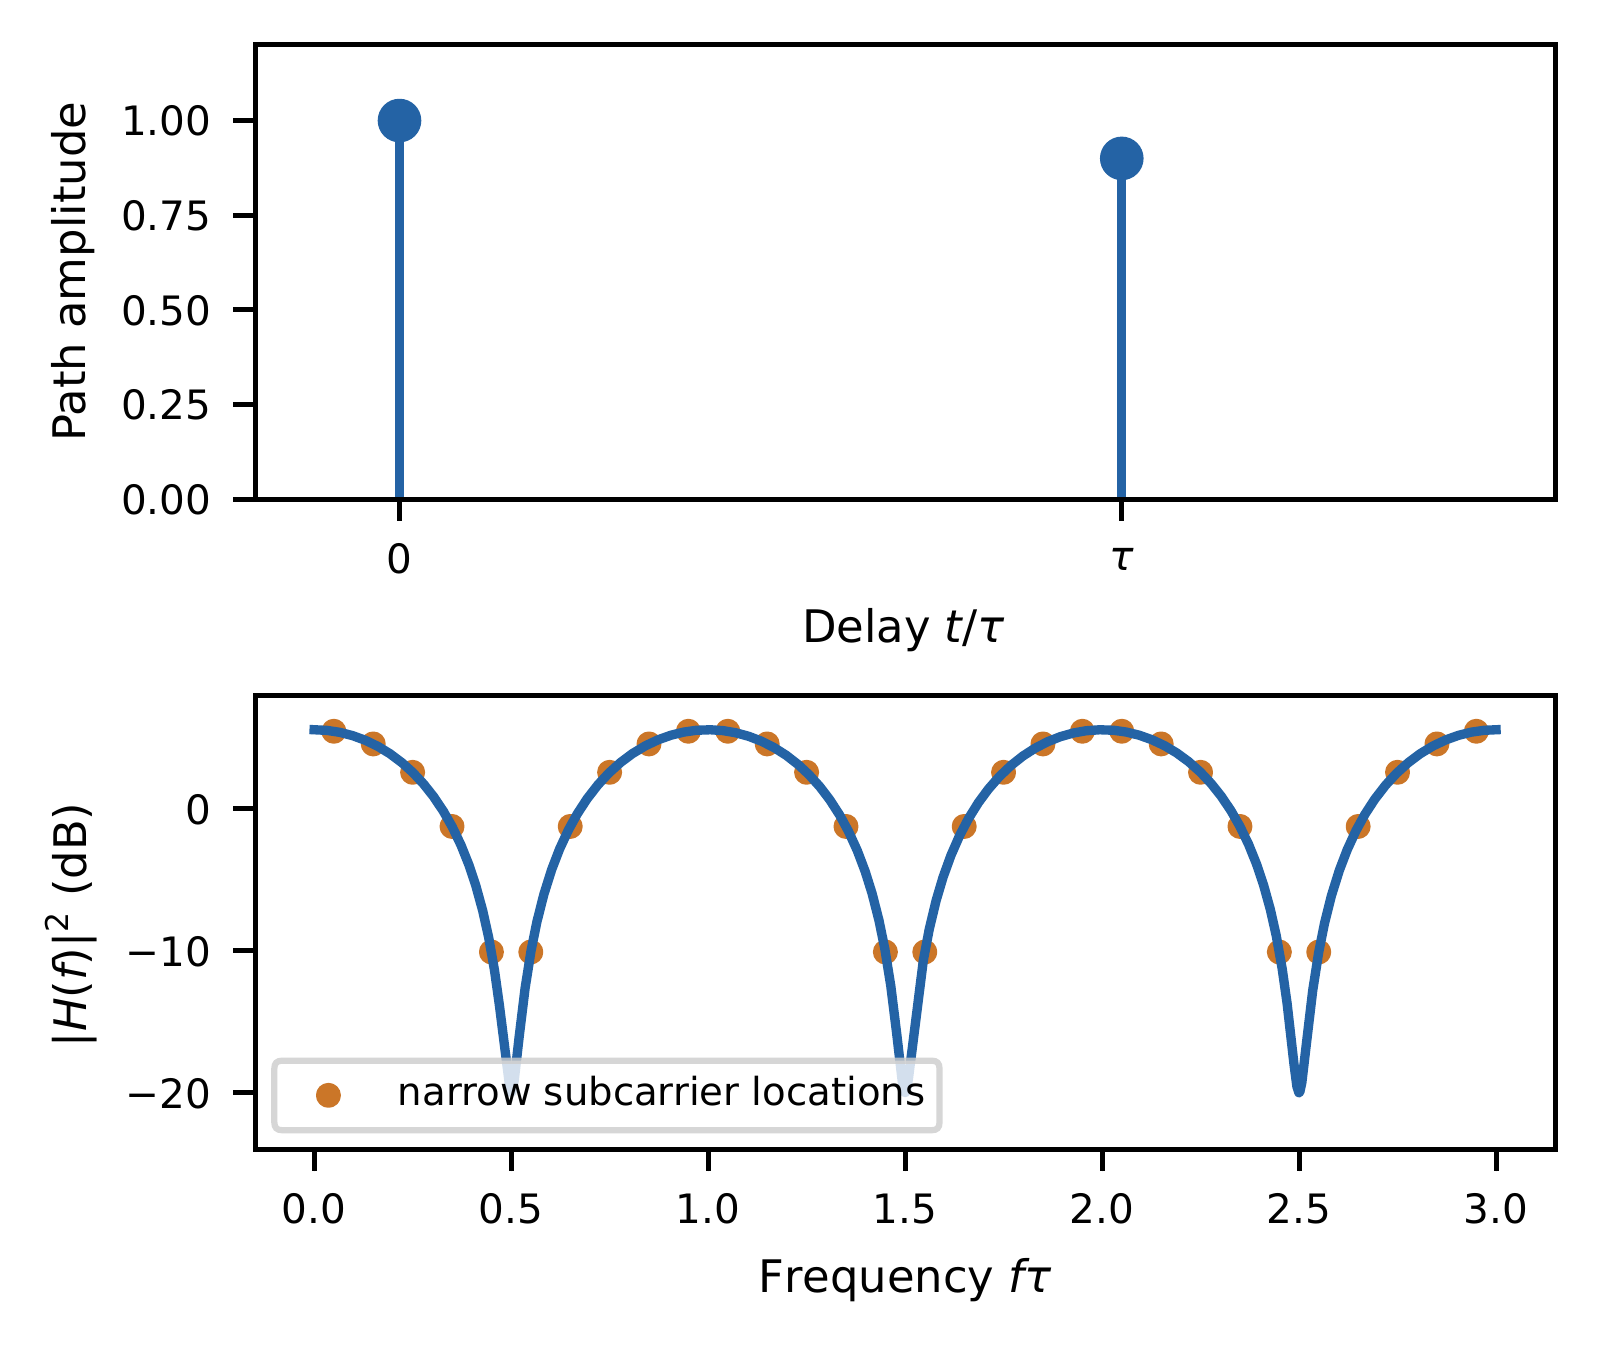 Path amplitude
1.00
0.75
0.50
0.25
0.00
0 τ
Delay t/τ
|H(f)|² (dB)
0
−10
−20
narrow subcarrier locations
0.0 0.5 1.0 1.5 2.0 2.5 3.0
Frequency fτ